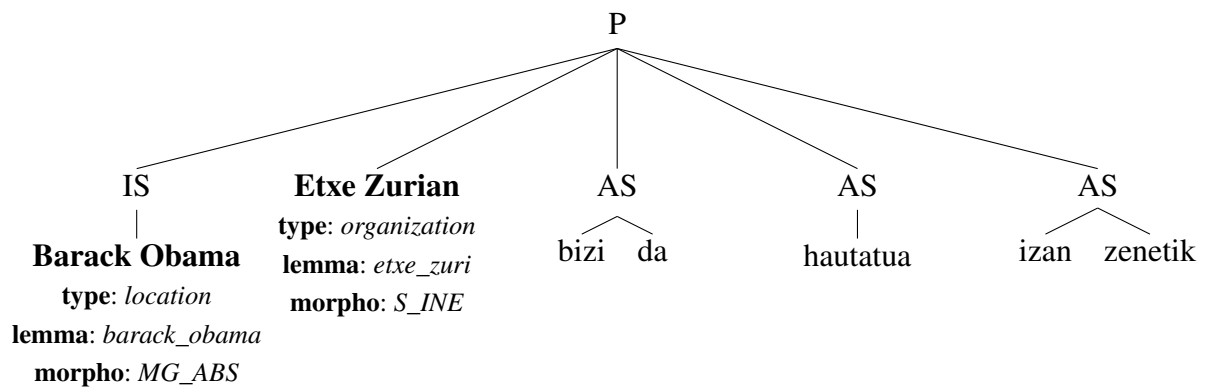 P
IS Etxe Zurian AS AS AS
type: organization
Barack Obama lemma: etxe_zuri bizi da hautatua izan zenetik
type: location morpho: S_INE
lemma: barack_obama
morpho: MG_ABS